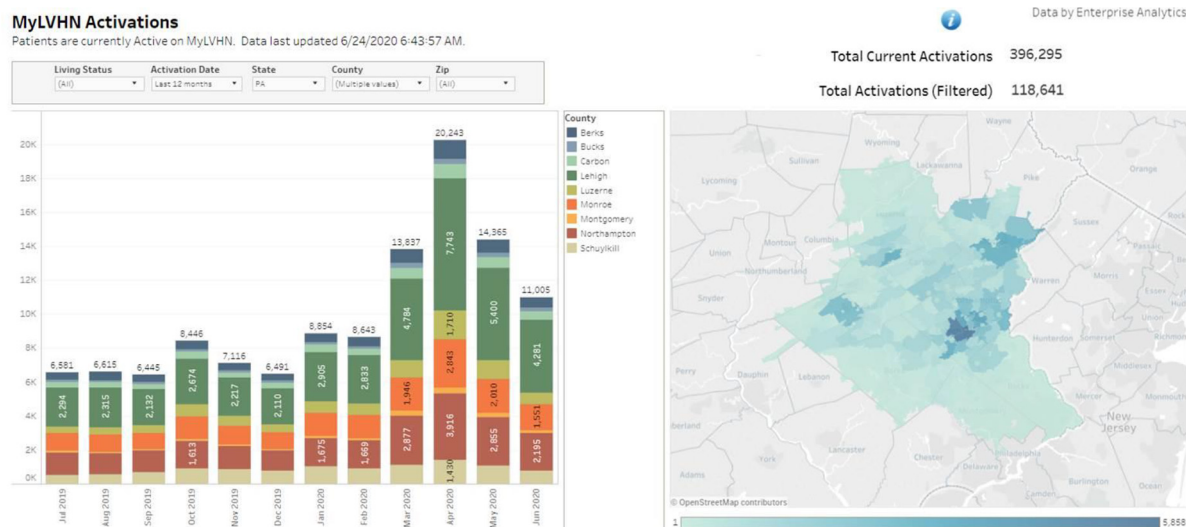 MyLVHN Activations
Patients are currently Active on MyLVHN. Data last updated 6/24/2020 6:43:57 AM.
Data by Enterprise Analytics
Total Current Activations 396,295
Total Activations (Filtered) 118,641
Living Status Activation Date State County Zip
(All) Last 12 months PA (Multiple values) (All)
County
Berks
Bucks
Carbon
Lehigh
Luzerne
Monroe
Montgomery
Northampton
Schuylkill
20K
18K
16K
14K
12K
10K
8K
6K
4K
2K
0K
6,581
2,294
6,615
2,315
6,445
2,132
8,446
2,674
1,613
7,116
2,217
6,491
2,110
8,854
2,905
1,675
8,643
2,833
1,669
13,837
4,784
1,946
2,877
20,243
7,743
1,710
2,843
3,916
1,430
14,365
5,400
2,010
2,855
11,005
4,281
1,551
2,195
Jul 2019
Aug 2019
Sep 2019
Oct 2019
Nov 2019
Dec 2019
Jan 2020
Feb 2020
Mar 2020
Apr 2020
May 2020
Jun 2020
Wayne
Wyoming
Sullivan
Lackawanna
Lycoming
Pike
Orange
Sussex
Columbia
Montour
Union
Passaic
Northumberland
Warren
Morris
Essex
Snyder
Union
Hunterdon
Somerset
Richmond
Middlesex
Perry
Dauphin
Lebanon
Mercer
Monmouth
New
Jersey
Lancaster
York
Chester
Delaware
Philadelphia
Adams
Camden
Burlington
Ocean
© OpenStreetMap contributors
1 5,858